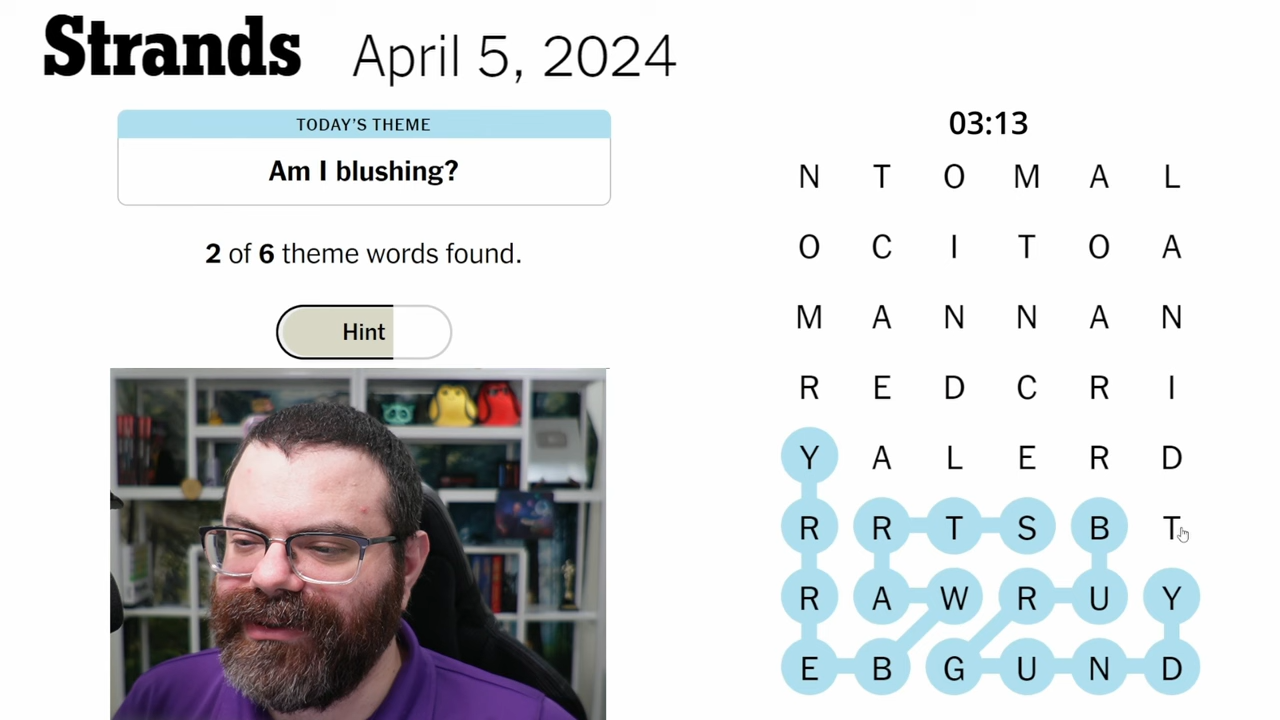 Strands April 5, 2024
TODAY'S THEME
Am I blushing?
2 of 6 theme words found.
Hint
03:13
N T O M A L
O C I T O A
M A N N A N
R E D C R I
Y A L E R D
R R T S B T
R A W R U Y
E B G U N D